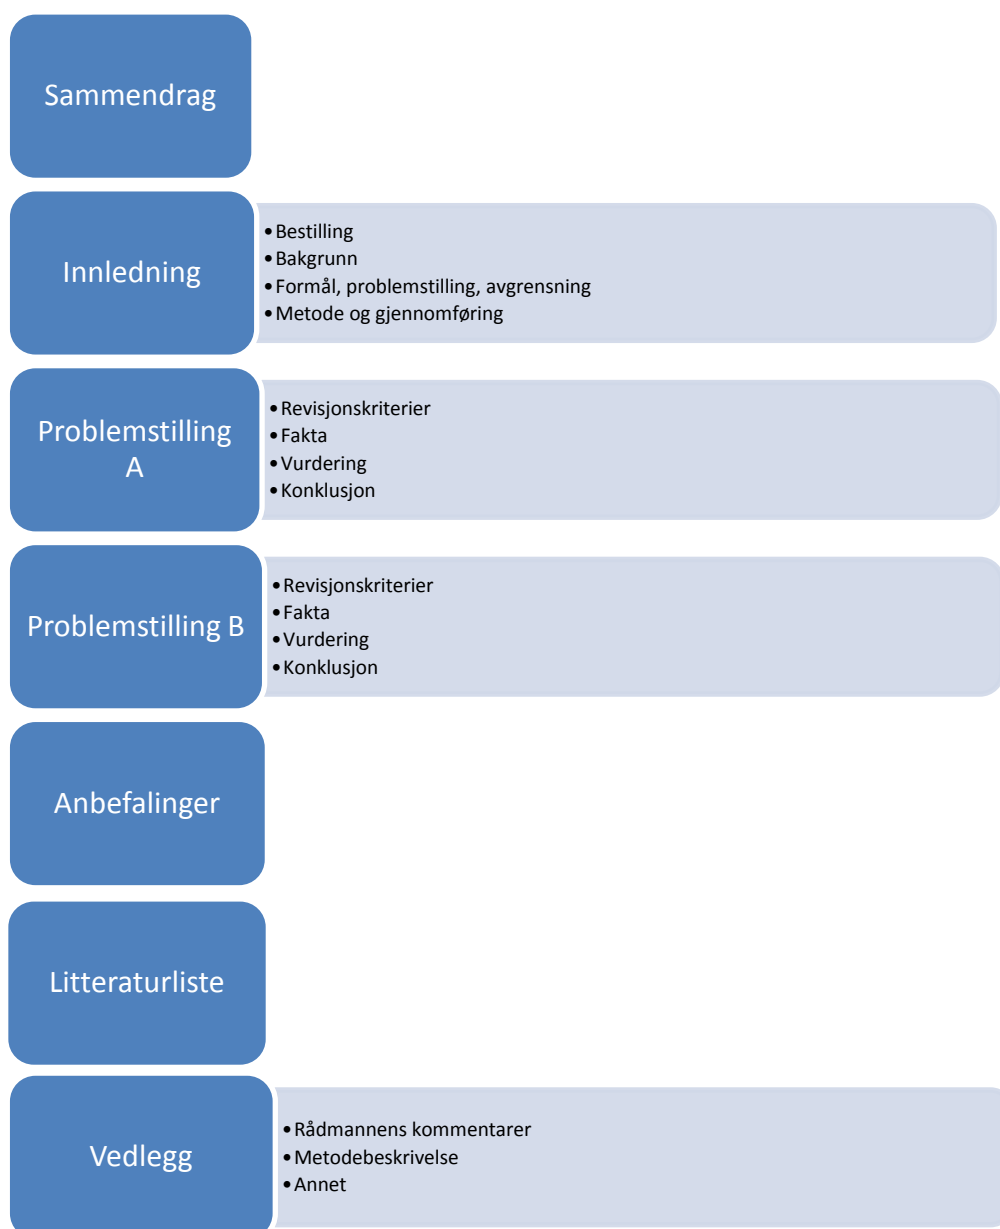 Sammendrag
Innledning
• Bestilling
• Bakgrunn
• Formål, problemstilling, avgrensning
• Metode og gjennomføring
Problemstilling
A
• Revisjonskriterier
• Fakta
• Vurdering
• Konklusjon
Problemstilling B
• Revisjonskriterier
• Fakta
• Vurdering
• Konklusjon
Anbefalinger
Litteraturliste
Vedlegg
• Rådmannens kommentarer
• Metodebeskrivelse
• Annet